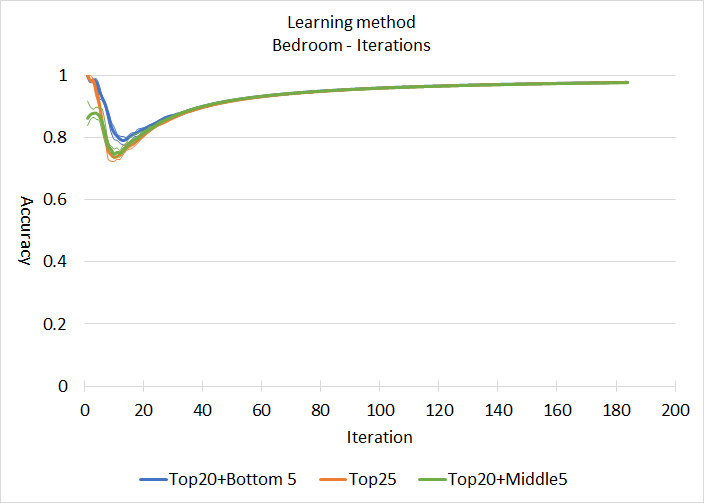 Learning method
Bedroom - Iterations
1
0.8
0.6
0.4
0.2
0
Accuracy
0 20 40 60 80 100 120 140 160 180 200
Iteration
Top20+Bottom 5 Top25 Top20+Middle5